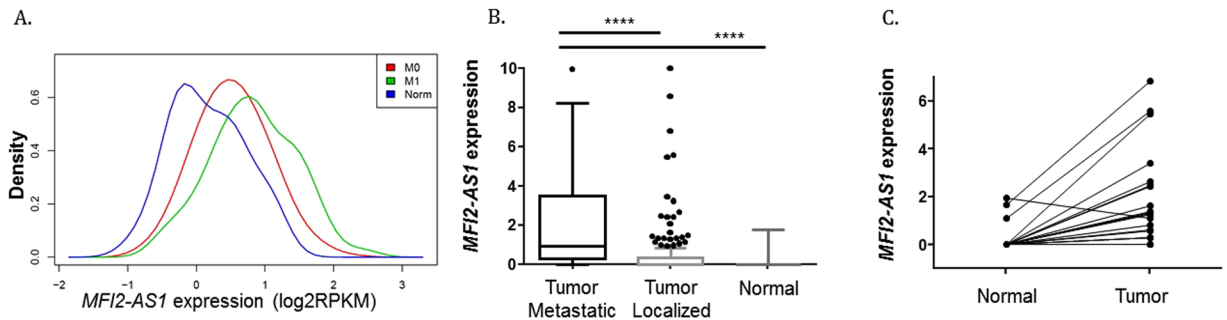 A.
Density
0.0
0.2
0.4
0.6
M0
M1
Norm
−2
−1
0
1
2
3
MFI2-AS1 expression (log2RPKM)
B.
****
****
MFI2-AS1 expression
10
8
6
4
2
0
Tumor
Metastatic
Tumor
Localized
Normal
C.
MFI2-AS1 expression
6
4
2
0
Normal
Tumor